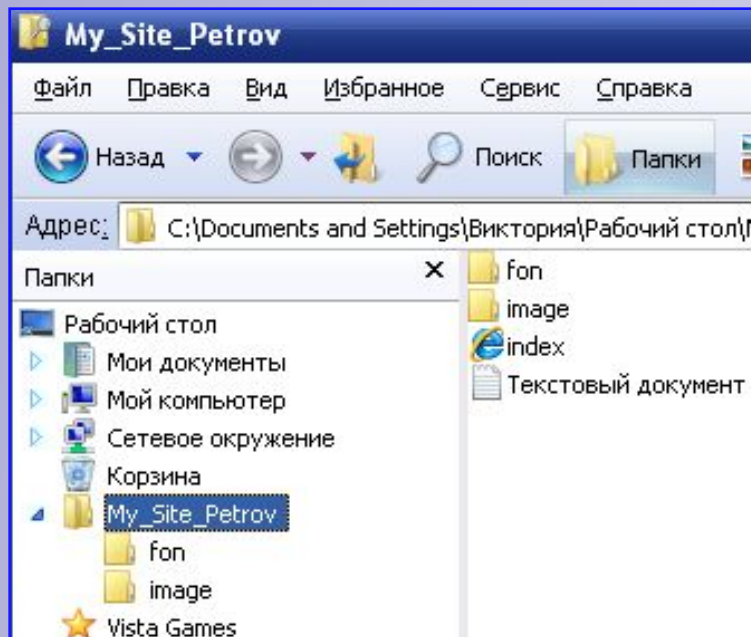 My_Site_Petrov
Файл Правка Вид Избранное Сервис Справка
Назад Поиск Папки
Адрес: C:\Documents and Settings\Виктория\Рабочий стол\
Папки
Рабочий стол
Мои документы
Мой компьютер
Сетевое окружение
Корзина
My_Site_Petrov
fon
image
Vista Games
fon
image
index
Текстовый документ